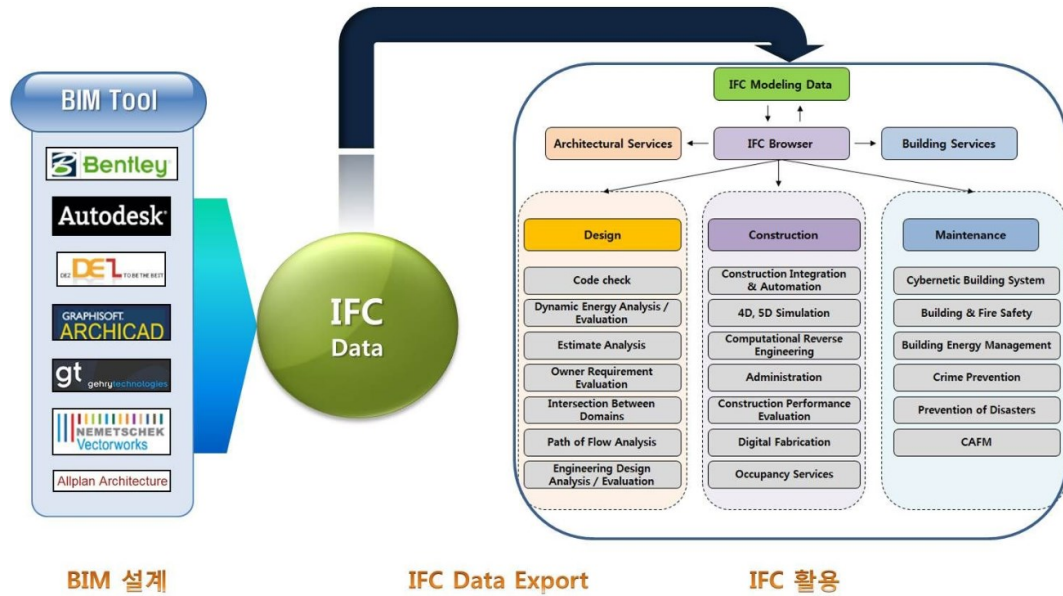 BIM Tool
Bentley
Autodesk
DEZ DEZ TO BE THE BEST
GRAPHISOFT
ARCHICAD
gt gehrytechnologies
NEMETSCHEK
Vectorworks
Allplan Architecture
IFC
Data
IFC Modeling Data
Architectural Services
IFC Browser
Building Services
Design
Code check
Dynamic Energy Analysis /
Evaluation
Estimate Analysis
Owner Requirement
Evaluation
Intersection Between
Domains
Path of Flow Analysis
Engineering Design
Analysis / Evaluation
Construction
Construction Integration
& Automation
4D, 5D Simulation
Computational Reverse
Engineering
Administration
Construction Performance
Evaluation
Digital Fabrication
Occupancy Services
Maintenance
Cybernetic Building System
Building & Fire Safety
Building Energy Management
Crime Prevention
Prevention of Disasters
CAFM
BIM 설계
IFC Data Export
IFC 활용